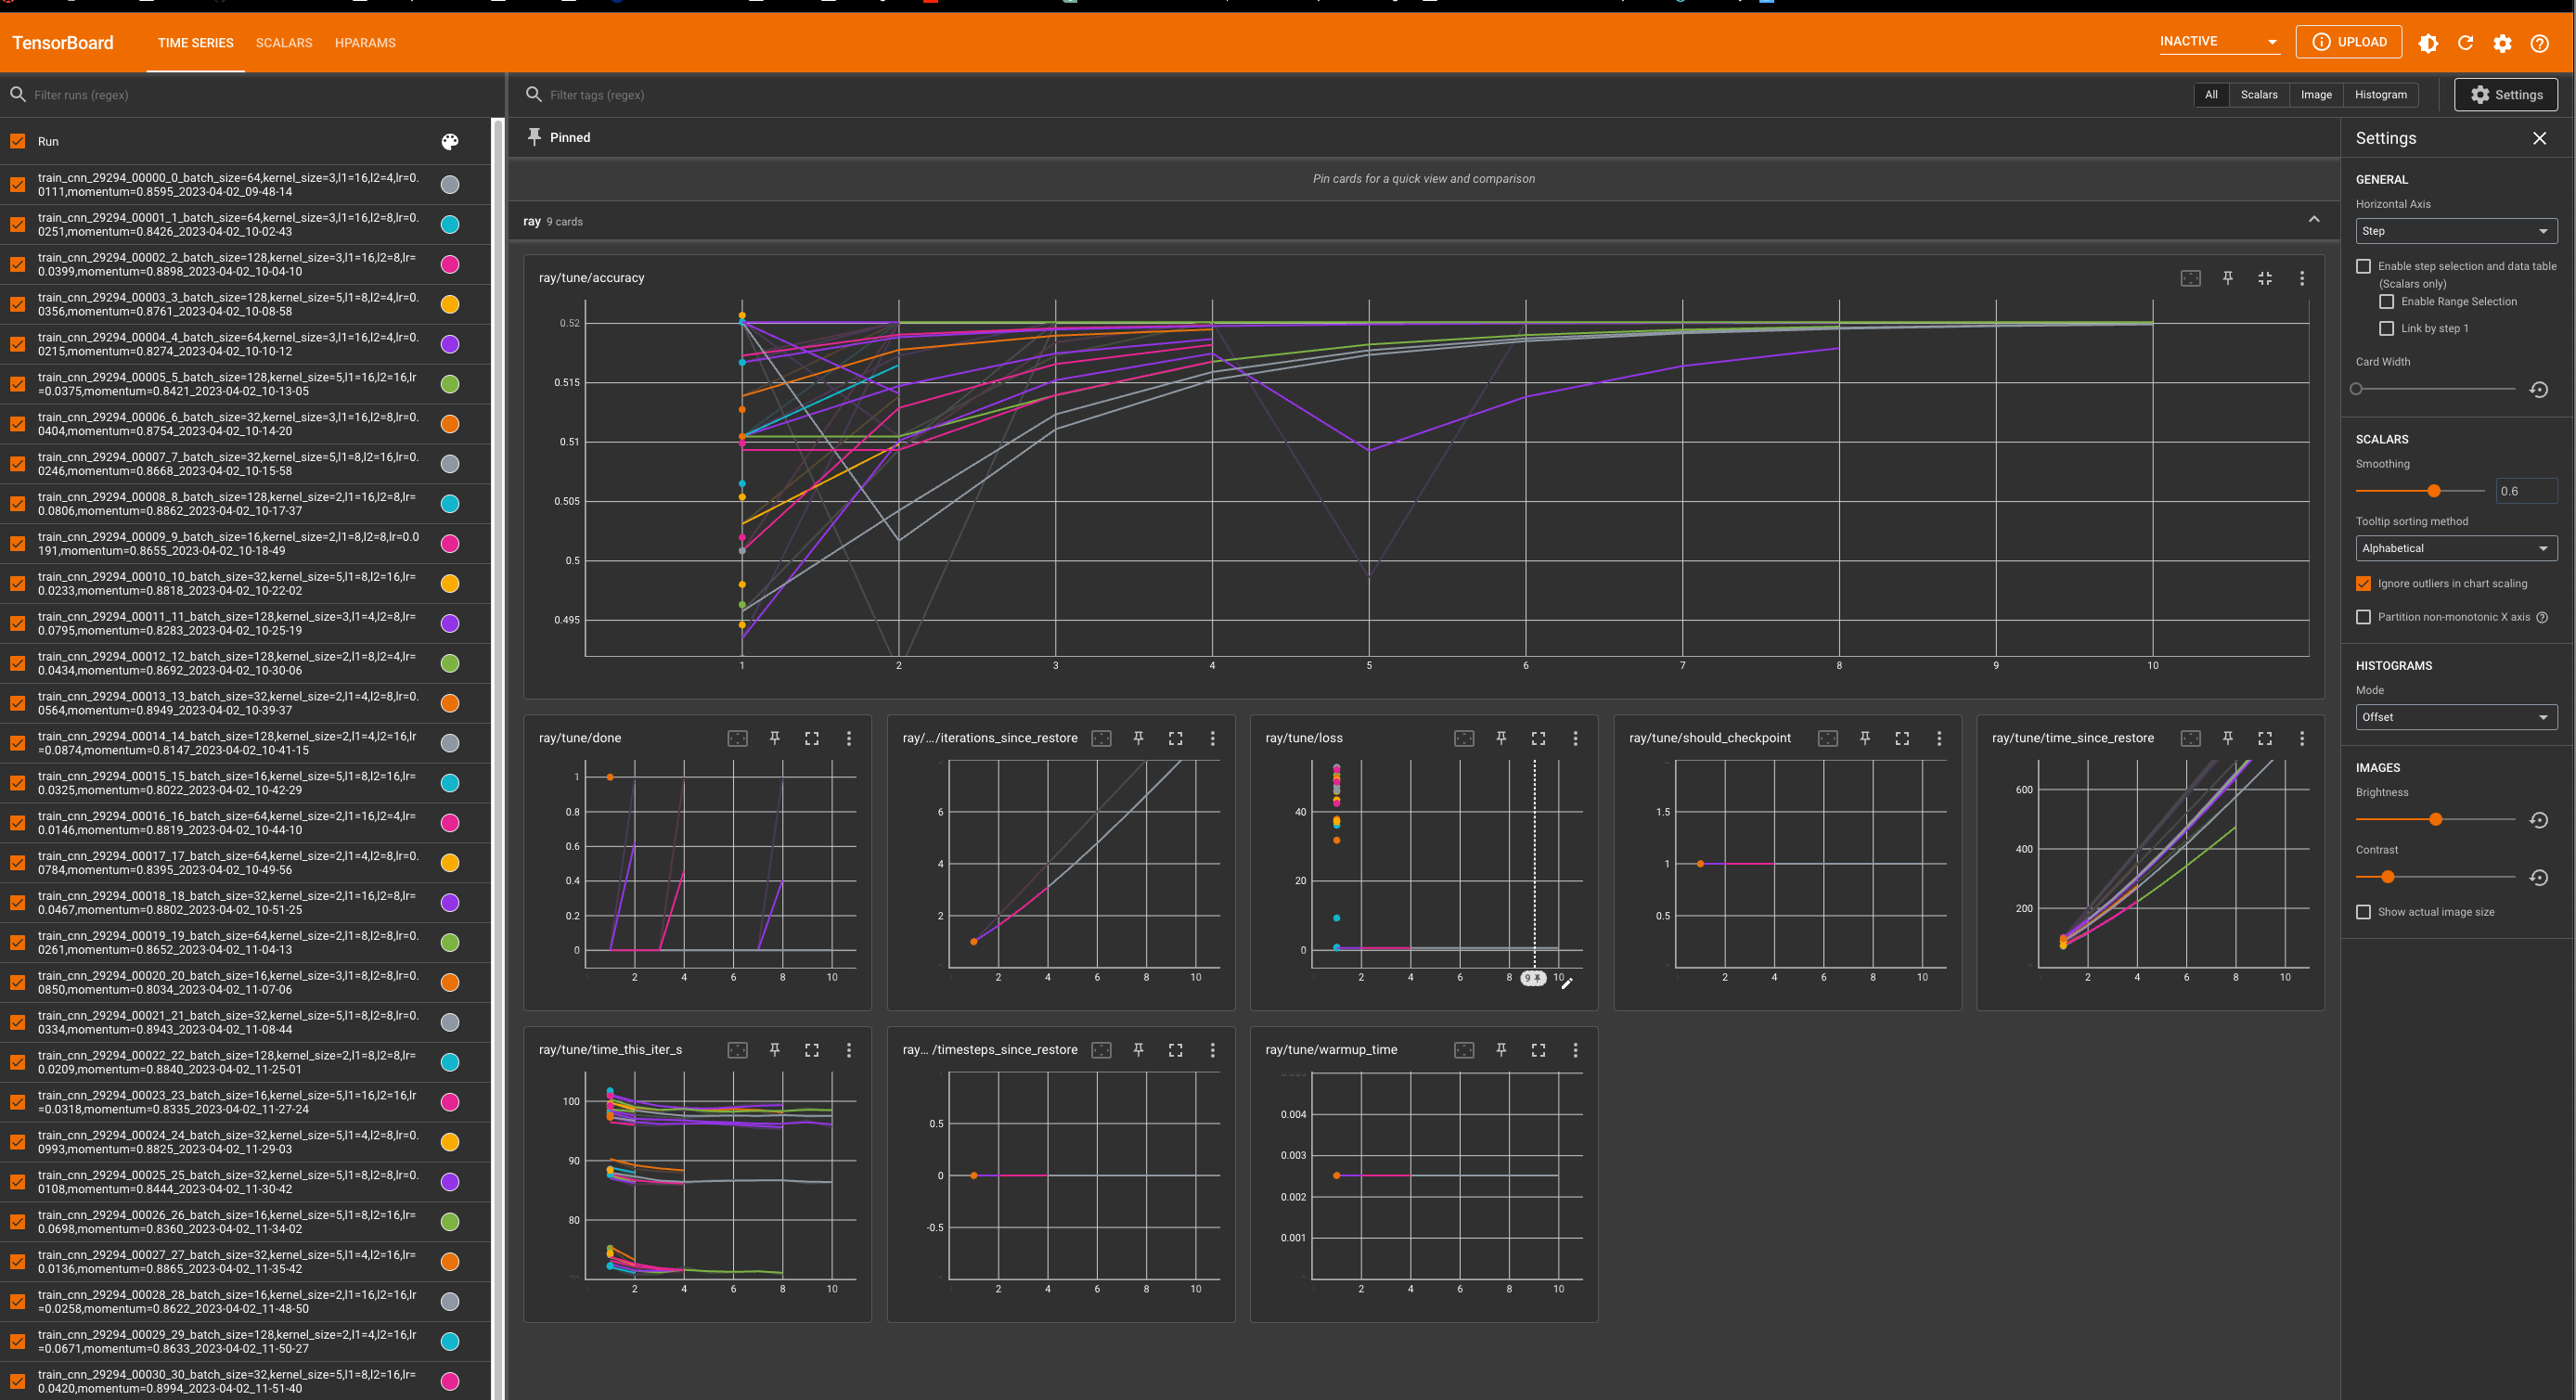 TensorBoard
TIME SERIES
SCALARS
HPARAMS
INACTIVE
UPLOAD
Filter runs (regex)
Filter tags (regex)
All
Scalars
Image
Histogram
Settings
Run
train_cnn_29294_00000_0_batch_size=64,kernel_size=3,l1=16,l2=4,lr=0.
0111,momentum=0.8595_2023-04-02_09-48-14
train_cnn_29294_00001_1_batch_size=64,kernel_size=3,l1=16,l2=8,lr=0.
0251,momentum=0.8426_2023-04-02_10-02-43
train_cnn_29294_00002_2_batch_size=128,kernel_size=3,l1=16,l2=8,lr=
0.0399,momentum=0.8898_2023-04-02_10-04-10
train_cnn_29294_00003_3_batch_size=128,kernel_size=5,l1=8,l2=4,lr=0.
0356,momentum=0.8761_2023-04-02_10-08-58
train_cnn_29294_00004_4_batch_size=64,kernel_size=3,l1=16,l2=4,lr=0.
0215,momentum=0.8274_2023-04-02_10-10-12
train_cnn_29294_00005_5_batch_size=128,kernel_size=5,l1=16,l2=16,lr
=0.0375,momentum=0.8421_2023-04-02_10-13-05
train_cnn_29294_00006_6_batch_size=32,kernel_size=3,l1=16,l2=8,lr=0.
0404,momentum=0.8754_2023-04-02_10-14-20
train_cnn_29294_00007_7_batch_size=32,kernel_size=5,l1=8,l2=16,lr=0.
0246,momentum=0.8668_2023-04-02_10-15-58
train_cnn_29294_00008_8_batch_size=128,kernel_size=2,l1=16,l2=8,lr=
0.0806,momentum=0.8862_2023-04-02_10-17-37
train_cnn_29294_00009_9_batch_size=16,kernel_size=2,l1=8,l2=8,lr=0.0
191,momentum=0.8655_2023-04-02_10-18-49
train_cnn_29294_00010_10_batch_size=32,kernel_size=5,l1=8,l2=16,lr=
0.0233,momentum=0.8818_2023-04-02_10-22-02
train_cnn_29294_00011_11_batch_size=128,kernel_size=3,l1=4,l2=8,lr=
0.0795,momentum=0.8283_2023-04-02_10-25-19
train_cnn_29294_00012_12_batch_size=128,kernel_size=2,l1=8,l2=4,lr=
0.0434,momentum=0.8692_2023-04-02_10-30-06
train_cnn_29294_00013_13_batch_size=32,kernel_size=2,l1=4,l2=8,lr=0.
0564,momentum=0.8949_2023-04-02_10-39-37
train_cnn_29294_00014_14_batch_size=128,kernel_size=2,l1=4,l2=16,lr
=0.0874,momentum=0.8147_2023-04-02_10-41-15
train_cnn_29294_00015_15_batch_size=16,kernel_size=5,l1=8,l2=16,lr=
0.0325,momentum=0.8022_2023-04-02_10-42-29
train_cnn_29294_00016_16_batch_size=64,kernel_size=2,l1=16,l2=4,lr=
0.0146,momentum=0.8819_2023-04-02_10-44-10
train_cnn_29294_00017_17_batch_size=64,kernel_size=2,l1=4,l2=8,lr=0.
0784,momentum=0.8395_2023-04-02_10-49-56
train_cnn_29294_00018_18_batch_size=32,kernel_size=2,l1=16,l2=8,lr=
0.0467,momentum=0.8802_2023-04-02_10-51-25
train_cnn_29294_00019_19_batch_size=64,kernel_size=2,l1=8,l2=8,lr=0.
0261,momentum=0.8652_2023-04-02_11-04-13
train_cnn_29294_00020_20_batch_size=16,kernel_size=3,l1=8,l2=8,lr=0.
0850,momentum=0.8034_2023-04-02_11-07-06
train_cnn_29294_00021_21_batch_size=32,kernel_size=5,l1=8,l2=8,lr=0.
0334,momentum=0.8943_2023-04-02_11-08-44
train_cnn_29294_00022_22_batch_size=128,kernel_size=2,l1=8,l2=8,lr=
0.0209,momentum=0.8840_2023-04-02_11-25-01
train_cnn_29294_00023_23_batch_size=16,kernel_size=5,l1=16,l2=16,lr
=0.0318,momentum=0.8335_2023-04-02_11-27-24
train_cnn_29294_00024_24_batch_size=32,kernel_size=5,l1=4,l2=8,lr=0.
0993,momentum=0.8825_2023-04-02_11-29-03
train_cnn_29294_00025_25_batch_size=32,kernel_size=5,l1=8,l2=8,lr=0.
0108,momentum=0.8444_2023-04-02_11-30-42
train_cnn_29294_00026_26_batch_size=16,kernel_size=5,l1=8,l2=16,lr=
0.0698,momentum=0.8360_2023-04-02_11-34-02
train_cnn_29294_00027_27_batch_size=32,kernel_size=5,l1=4,l2=16,lr=
0.0136,momentum=0.8865_2023-04-02_11-35-42
train_cnn_29294_00028_28_batch_size=16,kernel_size=2,l1=16,l2=16,lr
=0.0258,momentum=0.8622_2023-04-02_11-48-50
train_cnn_29294_00029_29_batch_size=128,kernel_size=2,l1=4,l2=16,lr
=0.0671,momentum=0.8633_2023-04-02_11-50-27
train_cnn_29294_00030_30_batch_size=32,kernel_size=5,l1=8,l2=16,lr=
0.0420,momentum=0.8994_2023-04-02_11-51-40
Pinned
Pin cards for a quick view and comparison
ray 9 cards
ray/tune/accuracy
0.52
0.515
0.51
0.505
0.5
0.495
1 2 3 4 5 6 7 8 9 10
ray/tune/done
1
0.8
0.6
0.4
0.2
0
2 4 6 8 10
ray/.../iterations_since_restore
6
4
2
2 4 6 8 10
ray/tune/loss
40
20
0
2 4 6 8 9 10
ray/tune/should_checkpoint
1.5
1
0.5
2 4 6 8 10
ray/tune/time_since_restore
600
400
200
2 4 6 8 10
ray/tune/time_this_iter_s
100
90
80
2 4 6 8 10
ray... /timesteps_since_restore
0.5
0
-0.5
2 4 6 8 10
ray/tune/warmup_time
0.004
0.003
0.002
0.001
2 4 6 8 10
Settings
GENERAL
Horizontal Axis
Step
Enable step selection and data table
(Scalars only)
Enable Range Selection
Link by step 1
Card Width
SCALARS
Smoothing
0.6
Tooltip sorting method
Alphabetical
Ignore outliers in chart scaling
Partition non-monotonic X axis
HISTOGRAMS
Mode
Offset
IMAGES
Brightness
Contrast
Show actual image size